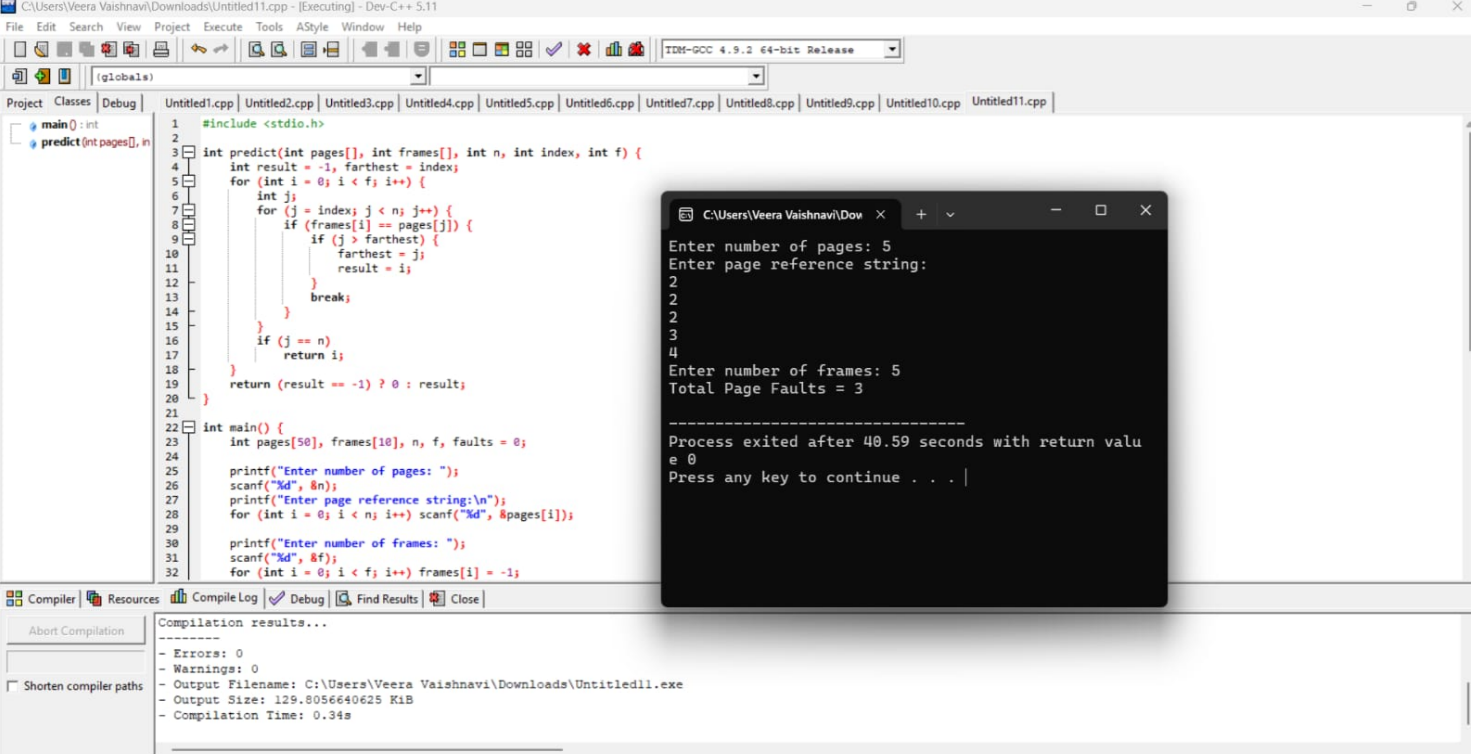 C:\Users\Veera Vaishnavi\Downloads\Untitled11.cpp - [Executing] - Dev-C++ 5.11
File Edit Search View Project Execute Tools AStyle Window Help
TDM-GCC 4.9.2 64-bit Release
(globals)
Project Classes Debug
Untitled1.cpp Untitled2.cpp Untitled3.cpp Untitled4.cpp Untitled5.cpp Untitled6.cpp Untitled7.cpp Untitled8.cpp Untitled9.cpp Untitled10.cpp Untitled11.cpp
main () : int
predict (int pages[], in
1 #include <stdio.h>
2
3 int predict(int pages[], int frames[], int n, int index, int f) {
4 int result = -1, farthest = index;
5 for (int i = 0; i < f; i++) {
6 int j;
7 for (j = index; j < n; j++) {
8 if (frames[i] == pages[j]) {
9 if (j > farthest) {
10 farthest = j;
11 result = i;
12 }
13 break;
14 }
15 }
16 if (j == n)
17 return i;
18 }
19 return (result == -1) ? 0 : result;
20 }
21
22 int main() {
23 int pages[50], frames[10], n, f, faults = 0;
24
25 printf("Enter number of pages: ");
26 scanf("%d", &n);
27 printf("Enter page reference string:\n");
28 for (int i = 0; i < n; i++) scanf("%d", &pages[i]);
29
30 printf("Enter number of frames: ");
31 scanf("%d", &f);
32 for (int i = 0; i < f; i++) frames[i] = -1;
C:\Users\Veera Vaishnavi\Dow
Enter number of pages: 5
Enter page reference string:
2
2
2
3
4
Enter number of frames: 5
Total Page Faults = 3
--------------------------------
Process exited after 40.59 seconds with return valu
e 0
Press any key to continue . . .
Compiler Resources Compile Log Debug Find Results Close
Abort Compilation
Shorten compiler paths
Compilation results...
--------
- Errors: 0
- Warnings: 0
- Output Filename: C:\Users\Veera Vaishnavi\Downloads\Untitled11.exe
- Output Size: 129.8056640625 KiB
- Compilation Time: 0.34s